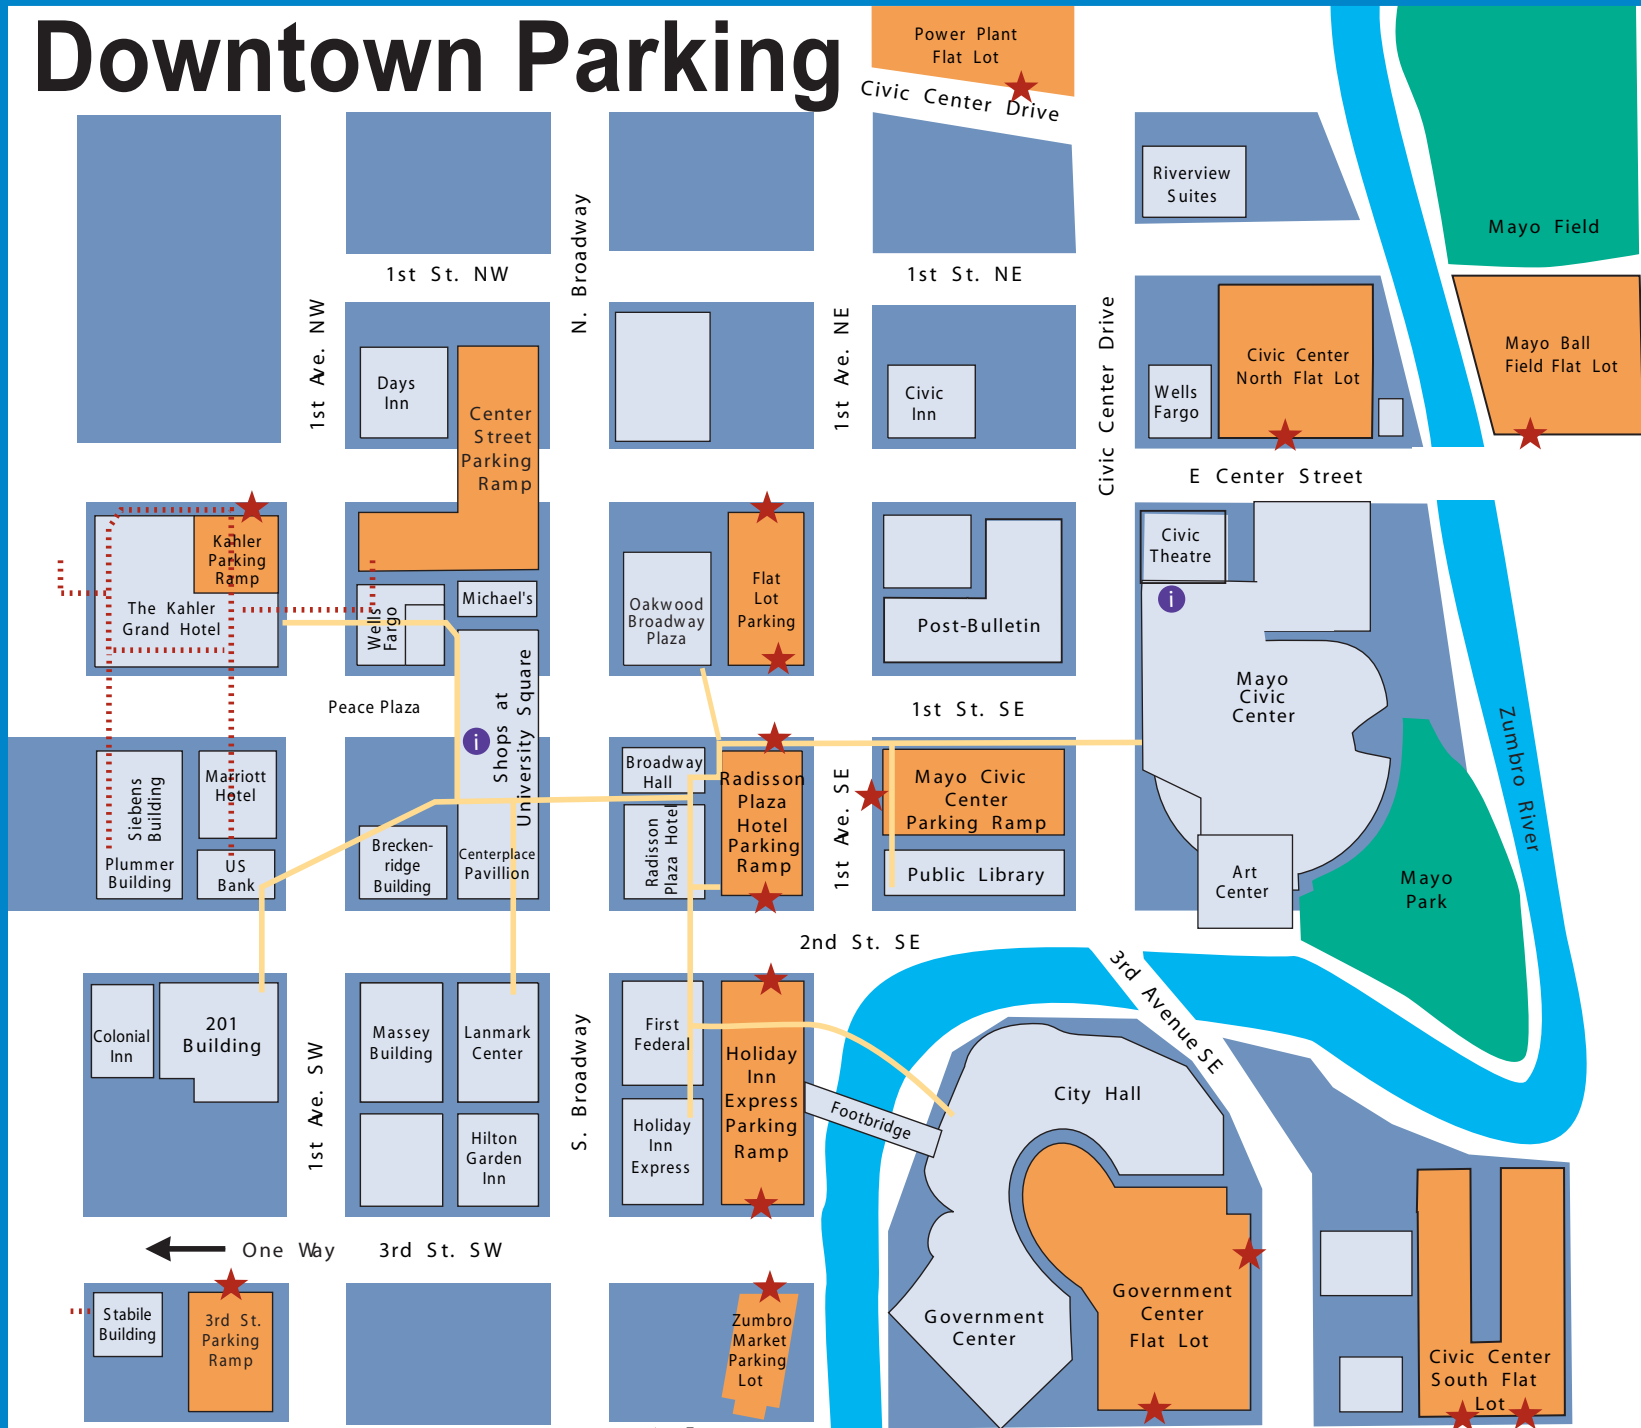 Downtown Parking
Power Plant
Flat Lot
Civic Center Drive
Riverview
Suites
Mayo Field
N. Broadway
1st St. NW
1st St. NE
1st Ave. NW
1st Ave. NE
Civic Center Drive
Days
Inn
Center
Street
Parking
Ramp
Civic
Inn
Wells
Fargo
Civic Center
North Flat Lot
Mayo Ball
Field Flat Lot
E Center Street
Kahler
Parking
Ramp
The Kahler
Grand Hotel
Wells
Fargo
Michael's
Oakwood
Broadway
Plaza
Flat
Lot
Parking
Post-Bulletin
Civic
Theatre
i
Mayo
Civic
Center
Peace Plaza
Shops at
University Square
i
1st St. SE
Zumbro River
Siebens
Building
Plummer
Building
Marriott
Hotel
US
Bank
Brecken-
ridge
Building
Centerplace
Pavillion
Broadway
Hall
Radisson
Plaza Hotel
Radisson
Plaza
Hotel
Parking
Ramp
1st Ave. SE
Mayo Civic
Center
Parking Ramp
Public Library
Art
Center
Mayo
Park
2nd St. SE
3rd Avenue SE
Colonial
Inn
201
Building
1st Ave. SW
Massey
Building
Lanmark
Center
Hilton
Garden
Inn
S. Broadway
First
Federal
Holiday
Inn
Express
Holiday
Inn
Express
Parking
Ramp
Footbridge
City Hall
One Way
3rd St. SW
Stabile
Building
3rd St.
Parking
Ramp
Zumbro
Market
Parking
Lot
Government
Center
Government
Center
Flat Lot
Civic Center
South Flat
Lot